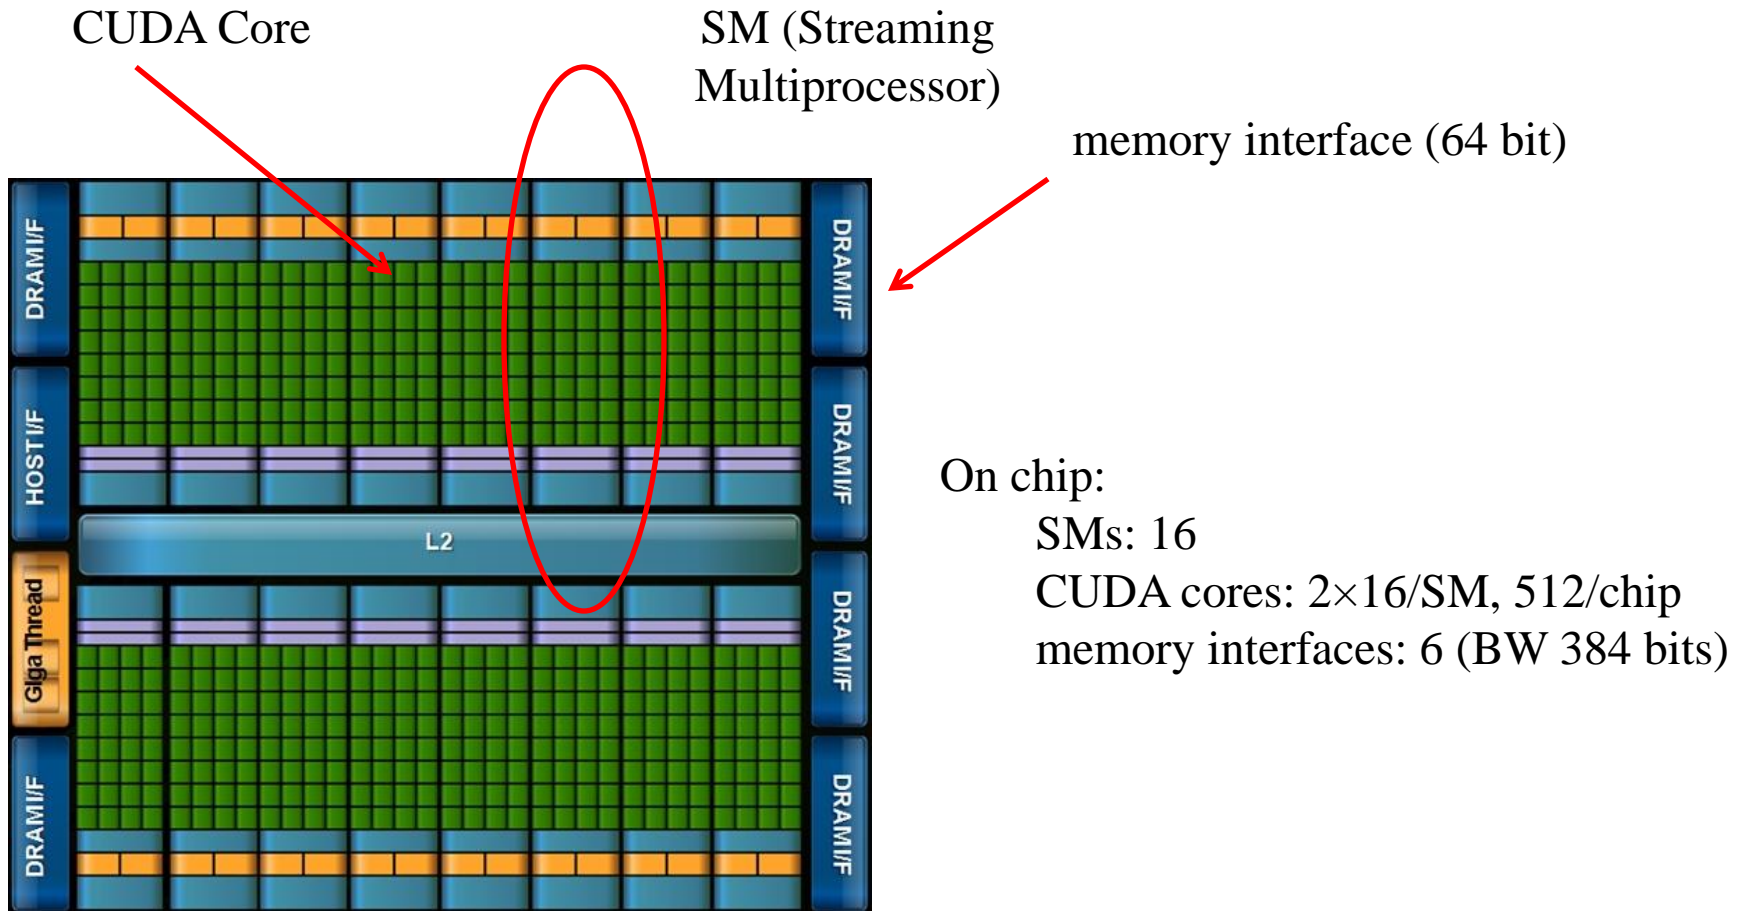 CUDA Core
SM (Streaming
Multiprocessor)
memory interface (64 bit)
DRAM I/F
HOST I/F
Giga Thread
DRAM I/F
L2
DRAM I/F
DRAM I/F
DRAM I/F
DRAM I/F
On chip:
SMs: 16
CUDA cores: 2×16/SM, 512/chip
memory interfaces: 6 (BW 384 bits)